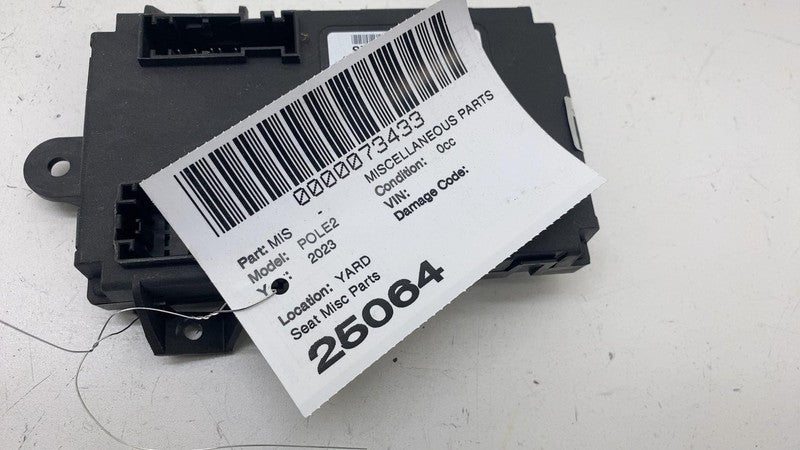 0000073433
Part: MIS - MISCELLANEOUS PARTS
Model: POLE2 Condition: 0cc
2023 VIN:
Damage Code:
Location: YARD
Seat Misc Parts
25064